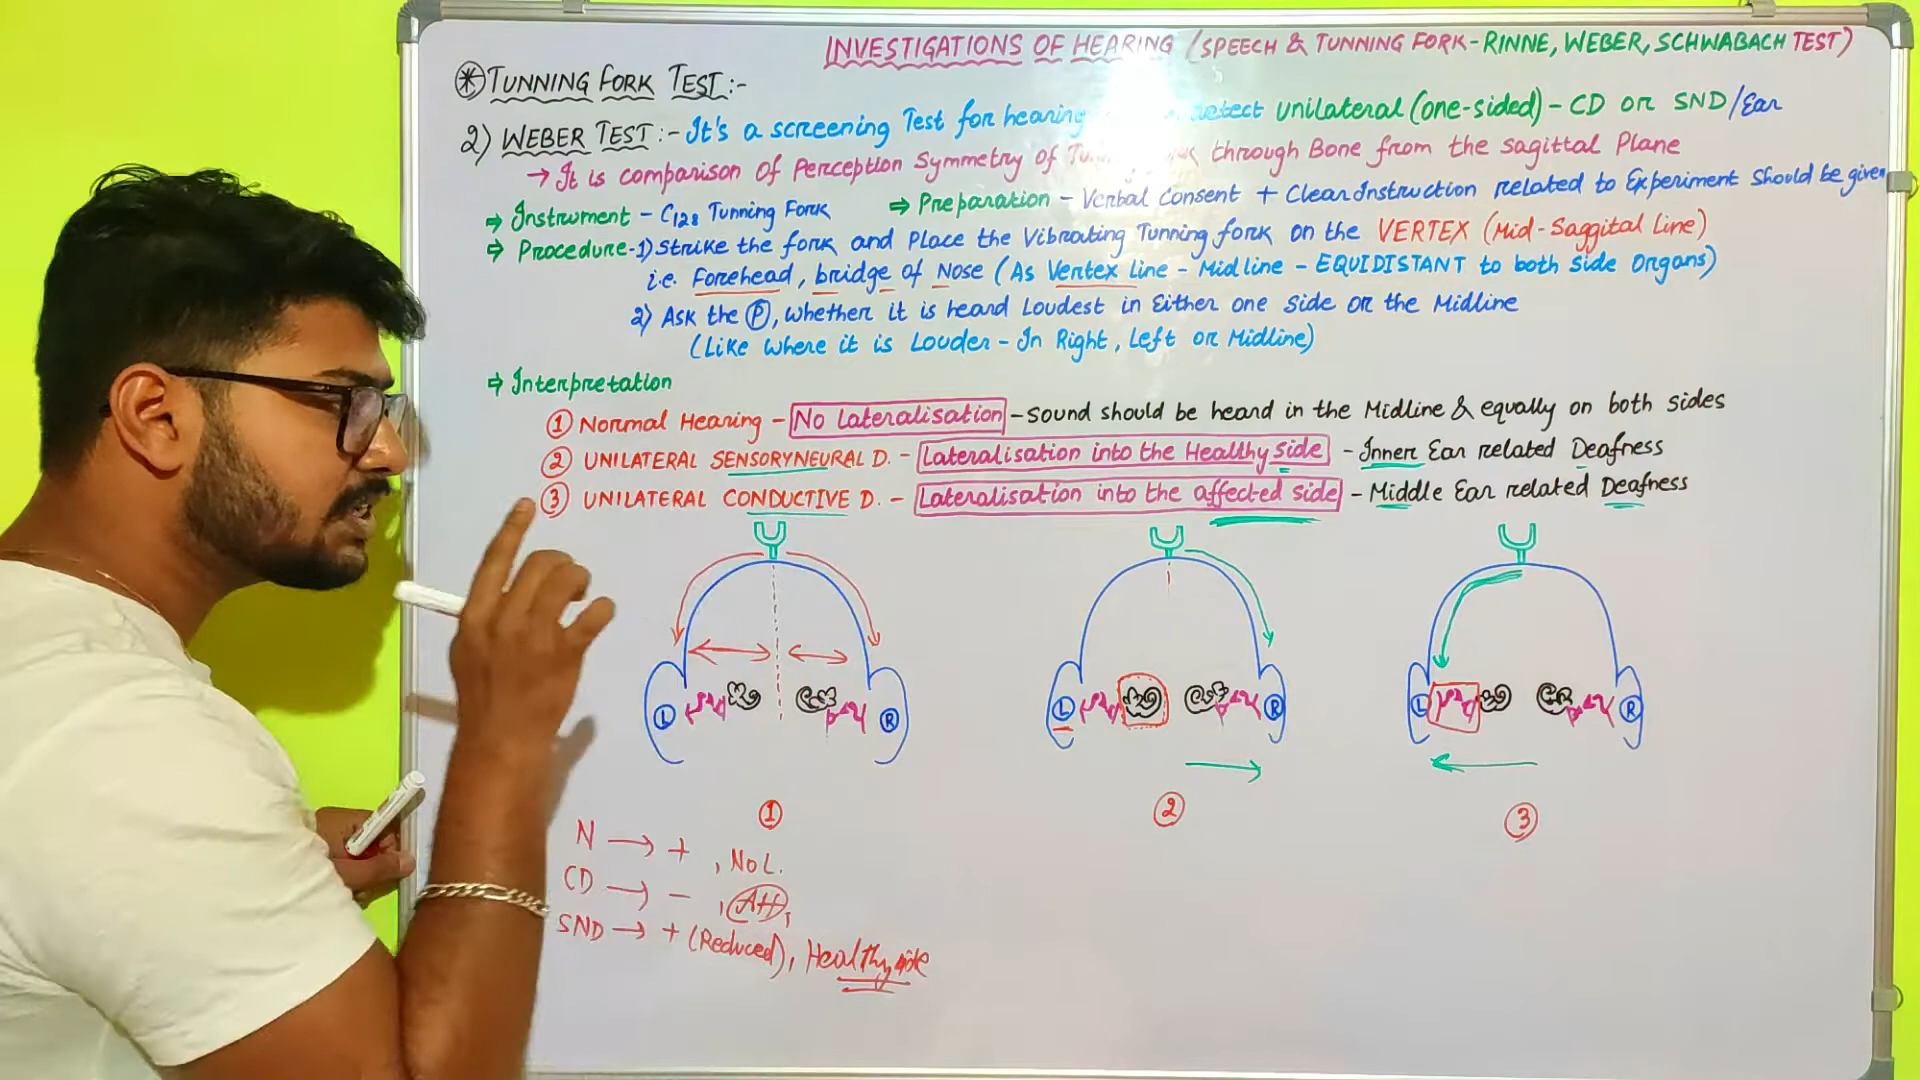 INVESTIGATIONS OF HEARING (SPEECH & TUNNING FORK-RINNE, WEBER, SCHWABACH TEST)
* TUNNING FORK TEST:-
2) WEBER TEST:- It's a screening Test for hearing detect unilateral (one-sided) - CD or SND/Ear
→ It is comparison of Perception Symmetry of through Bone from the sagittal Plane
⇒ Instrument - C128 Tunning Fork ⇒ Preparation - Verbal Consent + Clear Instruction related to Experiment should be given
⇒ Procedure-1) Strike the fork and Place the Vibrating Tunning fork on the VERTEX (Mid-Saggital Line)
i.e. Forehead, bridge of Nose (As Vertex line - Midline - EQUIDISTANT to both side Organs)
2) Ask the Ⓟ, whether it is heard Loudest in Either one side or the Midline
(Like where it is Louder - In Right, Left or Midline)
⇒ Interpretation
① Normal Hearing - No Lateralisation - Sound should be heard in the Midline & equally on both sides
② UNILATERAL SENSORYNEURAL D. - Lateralisation into the Healthy side - Inner Ear related Deafness
③ UNILATERAL CONDUCTIVE D. - Lateralisation into the affected side - Middle Ear related Deafness
L R L R L R
① ② ③
N → + , No L.
CD → - , Aff,
SND → + (Reduced), Healthy side